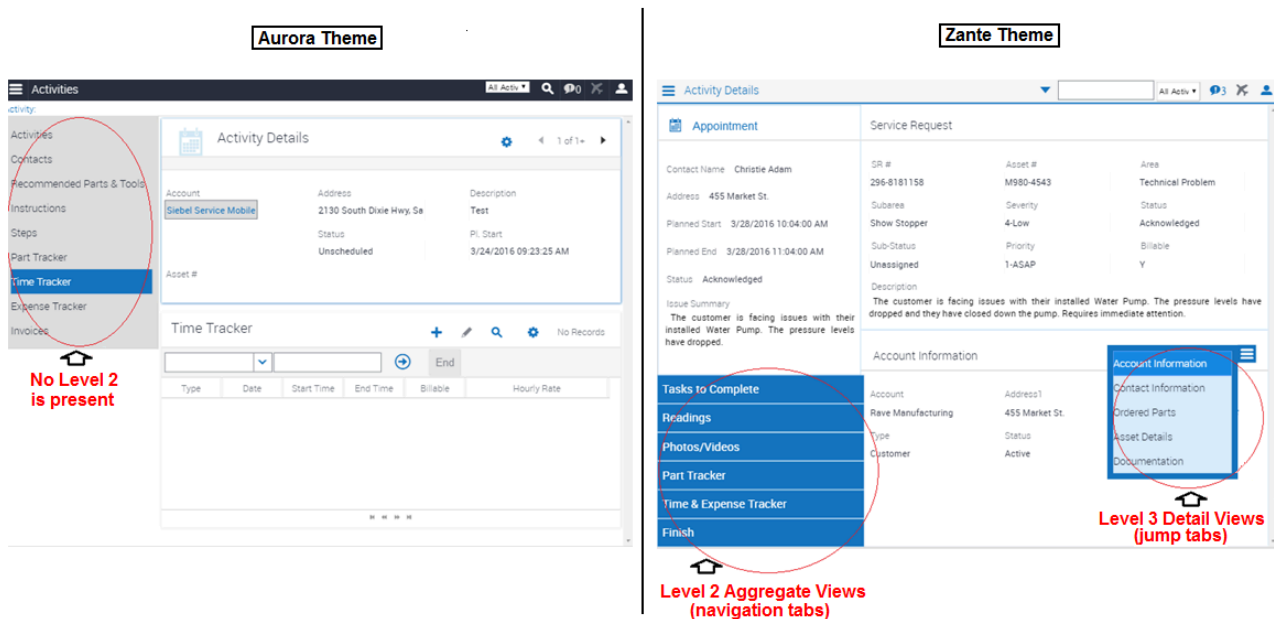 Aurora Theme
Activities
All Activ
0
ctivity:
Activities
Contacts
Recommended Parts & Tools
Instructions
Steps
Part Tracker
Time Tracker
Expense Tracker
Invoices
No Level 2
is present
Activity Details
1 of 1+
Account
Address
Description
Siebel Service Mobile
2130 South Dixie Hwy, Sa
Test
Status
Pl. Start
Unscheduled
3/24/2016 09:23:25 AM
Asset #
Time Tracker
No Records
End
Type Date Start Time End Time Billable Hourly Rate
Zante Theme
Activity Details
All Activ
3
Appointment
Contact Name Christie Adam
Address 455 Market St.
Planned Start 3/28/2016 10:04:00 AM
Planned End 3/28/2016 11:04:00 AM
Status Acknowledged
Issue Summary
The customer is facing issues with their
installed Water Pump. The pressure levels
have dropped.
Tasks to Complete
Readings
Photos/Videos
Part Tracker
Time & Expense Tracker
Finish
Level 2 Aggregate Views
(navigation tabs)
Service Request
SR # Asset # Area
296-8181158 M980-4543 Technical Problem
Subarea Severity Status
Show Stopper 4-Low Acknowledged
Sub-Status Priority Billable
Unassigned 1-ASAP Y
Description
The customer is facing issues with their installed Water Pump. The pressure levels have
dropped and they have closed down the pump. Requires immediate attention.
Account Information
Account Address1
Rave Manufacturing 455 Market St.
Type Status
Customer Active
Account Information
Contact Information
Ordered Parts
Asset Details
Documentation
Level 3 Detail Views
(jump tabs)